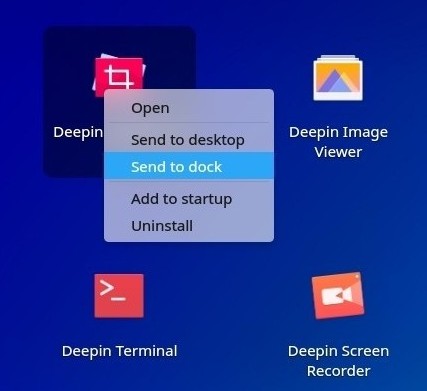 Deepin
Open
Send to desktop
Send to dock
Add to startup
Uninstall
Deepin Image
Viewer
Deepin Terminal
Deepin Screen
Recorder